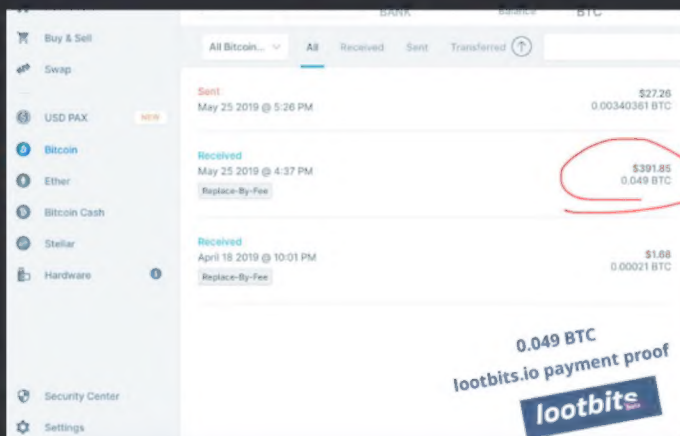 BANK
Balance
BTC
Buy & Sell
Swap
USD PAX
NEW
Bitcoin
Ether
Bitcoin Cash
Stellar
Hardware
Security Center
Settings
All Bitcoin...
All
Received
Sent
Transferred
Sent
May 25 2019 @ 5:26 PM
$27.26
0.00340361 BTC
Received
May 25 2019 @ 4:37 PM
Replace-By-Fee
$391.85
0.049 BTC
Received
April 18 2019 @ 10:01 PM
Replace-By-Fee
$1.68
0.00021 BTC
0.049 BTC
lootbits.io payment proof
lootbits